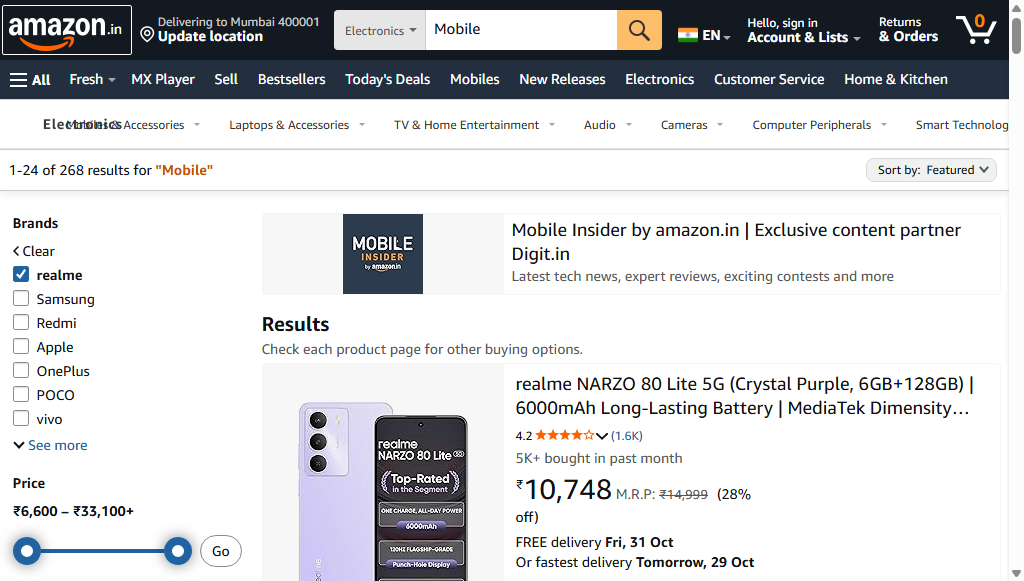 amazon.in
Delivering to Mumbai 400001
Update location
Electronics
Mobile
EN
Hello, sign in
Account & Lists
Returns
& Orders
0
All
Fresh
MX Player
Sell
Bestsellers
Today's Deals
Mobiles
New Releases
Electronics
Customer Service
Home & Kitchen
Electronics
Mobiles & Accessories
Laptops & Accessories
TV & Home Entertainment
Audio
Cameras
Computer Peripherals
Smart Technolog
1-24 of 268 results for "Mobile"
Sort by: Featured
Brands
Clear
realme
Samsung
Redmi
Apple
OnePlus
POCO
vivo
See more
Price
₹6,600 – ₹33,100+
Go
MOBILE
INSIDER
by amazon.in
Mobile Insider by amazon.in | Exclusive content partner
Digit.in
Latest tech news, expert reviews, exciting contests and more
Results
Check each product page for other buying options.
realme
NARZO 80 Lite 5G
Top-Rated
in the Segment
ONE CHARGE, ALL-DAY POWER
6000mAh
120HZ FLAGSHIP-GRADE
Punch-Hole Display
realme
realme NARZO 80 Lite 5G (Crystal Purple, 6GB+128GB) |
6000mAh Long-Lasting Battery | MediaTek Dimensity…
4.2 (1.6K)
5K+ bought in past month
₹10,748 M.R.P: ₹14,999 (28%
off)
FREE delivery Fri, 31 Oct
Or fastest delivery Tomorrow, 29 Oct